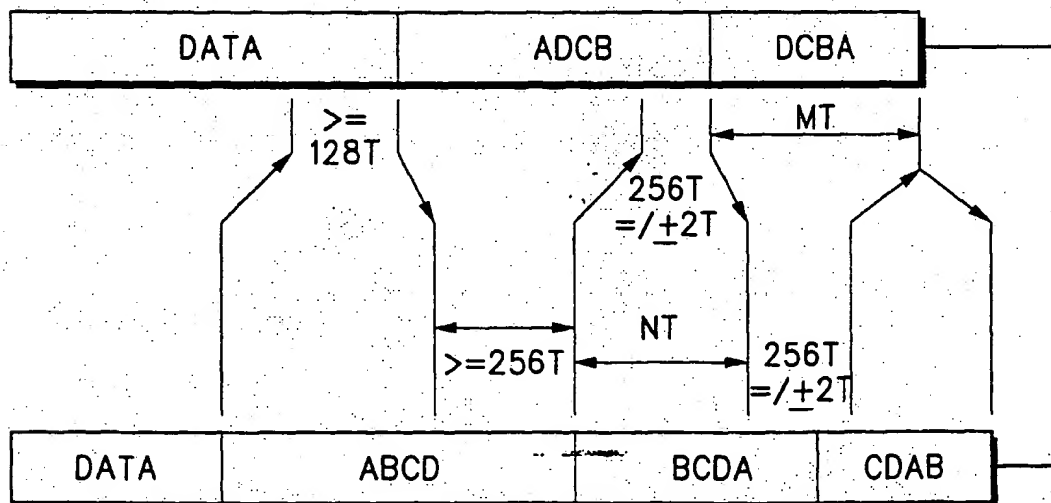 DATA ADCB DCBA
>=
128T
MT
256T
=/±2T
NT
>=256T
256T
=/±2T
DATA ABCD BCDA CDAB